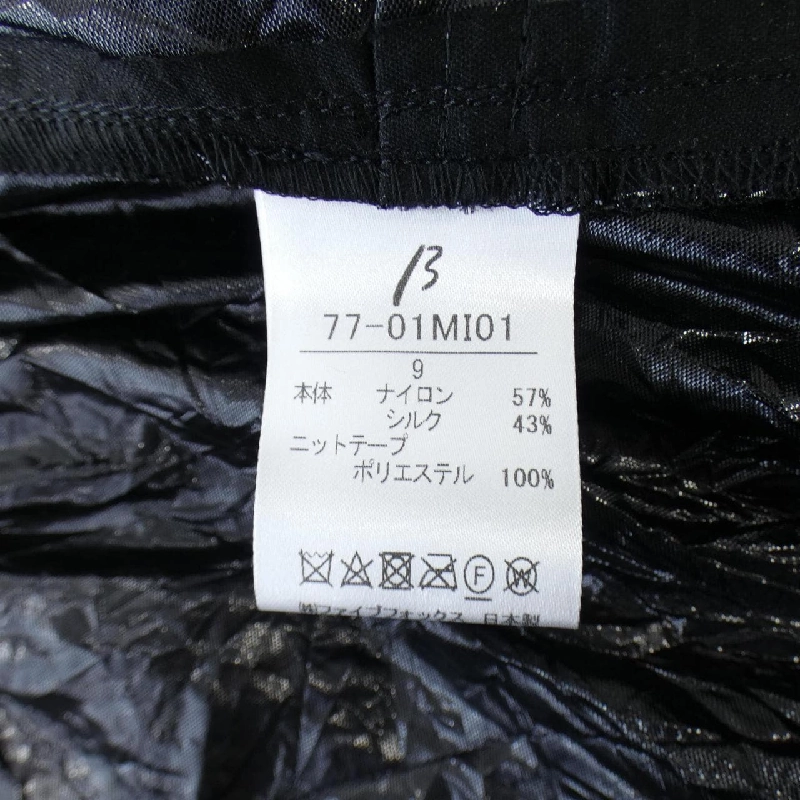 β
77-01MI01
9
本体 ナイロン 57%
シルク 43%
ニットテープ
ポリエステル 100%
F W
㈱ファイブフォックス 日本製